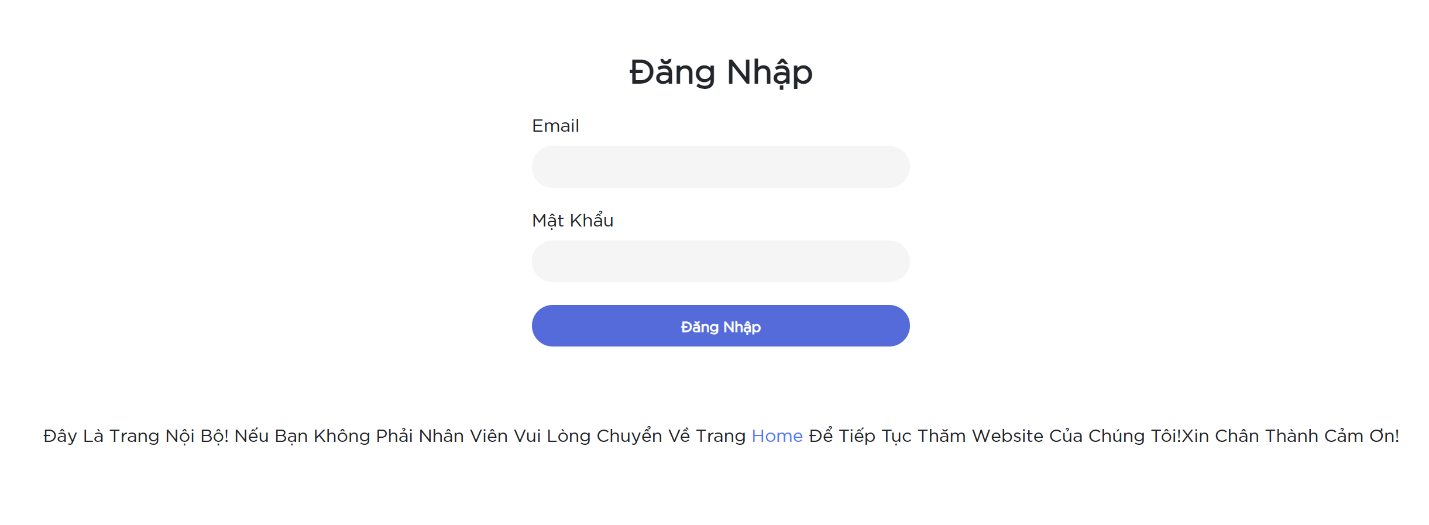 Đăng Nhập
Email
Mật Khẩu
Đăng Nhập
Đây Là Trang Nội Bộ! Nếu Bạn Không Phải Nhân Viên Vui Lòng Chuyển Về Trang Home Để Tiếp Tục Thăm Website Của Chúng Tôi!Xin Chân Thành Cảm Ơn!